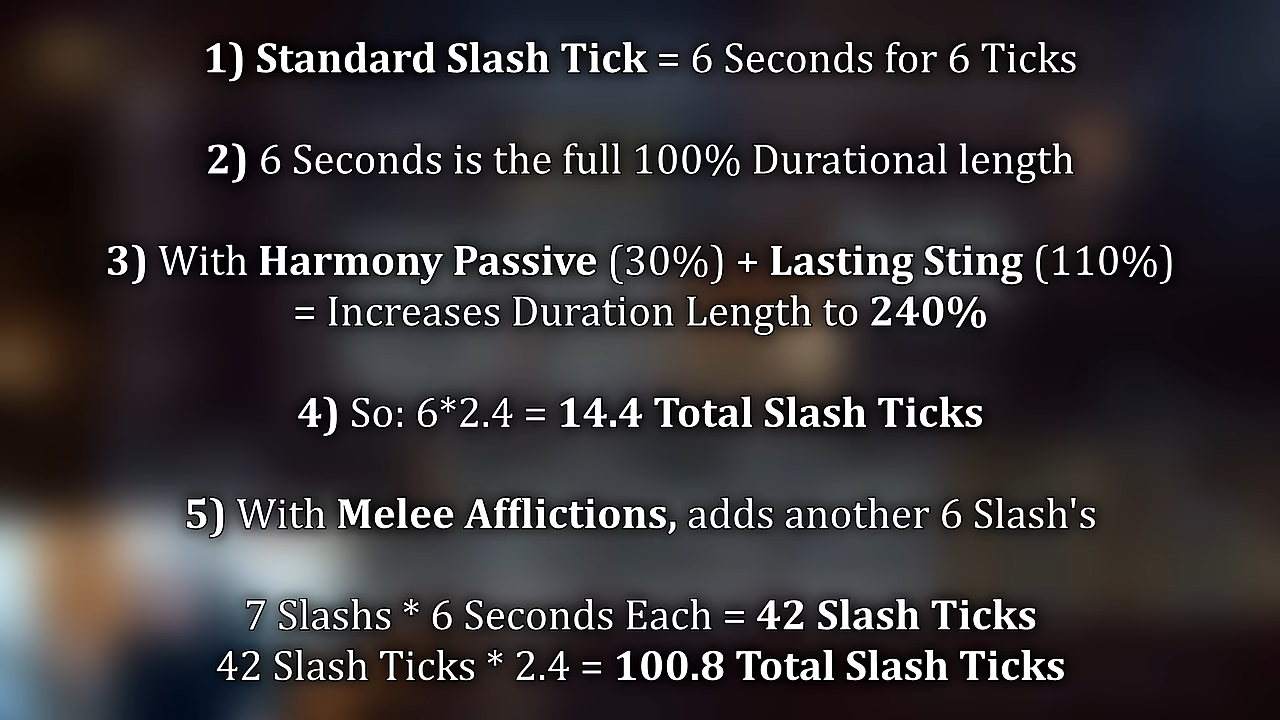 1) Standard Slash Tick = 6 Seconds for 6 Ticks
2) 6 Seconds is the full 100% Durational length
3) With Harmony Passive (30%) + Lasting Sting (110%)
= Increases Duration Length to 240%
4) So: 6*2.4 = 14.4 Total Slash Ticks
5) With Melee Afflictions, adds another 6 Slash's
7 Slashs * 6 Seconds Each = 42 Slash Ticks
42 Slash Ticks * 2.4 = 100.8 Total Slash Ticks